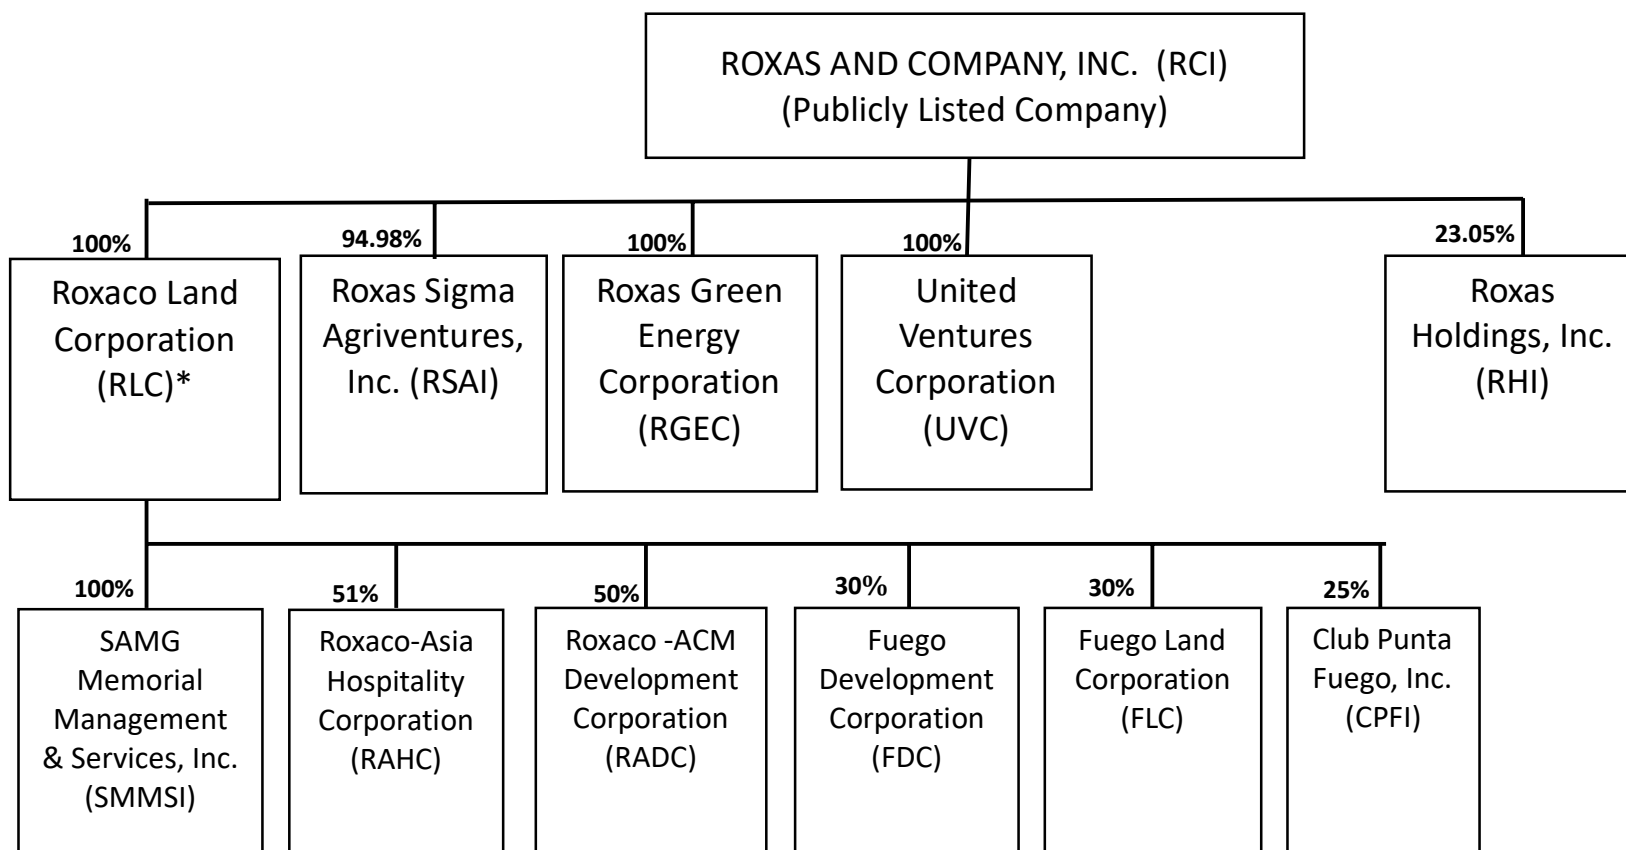 ROXAS AND COMPANY, INC. (RCI)
(Publicly Listed Company)
100%
94.98%
100%
100%
23.05%
Roxaco Land
Corporation
(RLC)*
Roxas Sigma
Agriventures,
Inc. (RSAI)
Roxas Green
Energy
Corporation
(RGEC)
United
Ventures
Corporation
(UVC)
Roxas
Holdings, Inc.
(RHI)
100%
51%
50%
30%
30%
25%
SAMG
Memorial
Management
& Services, Inc.
(SMMSI)
Roxaco-Asia
Hospitality
Corporation
(RAHC)
Roxaco -ACM
Development
Corporation
(RADC)
Fuego
Development
Corporation
(FDC)
Fuego Land
Corporation
(FLC)
Club Punta
Fuego, Inc.
(CPFI)